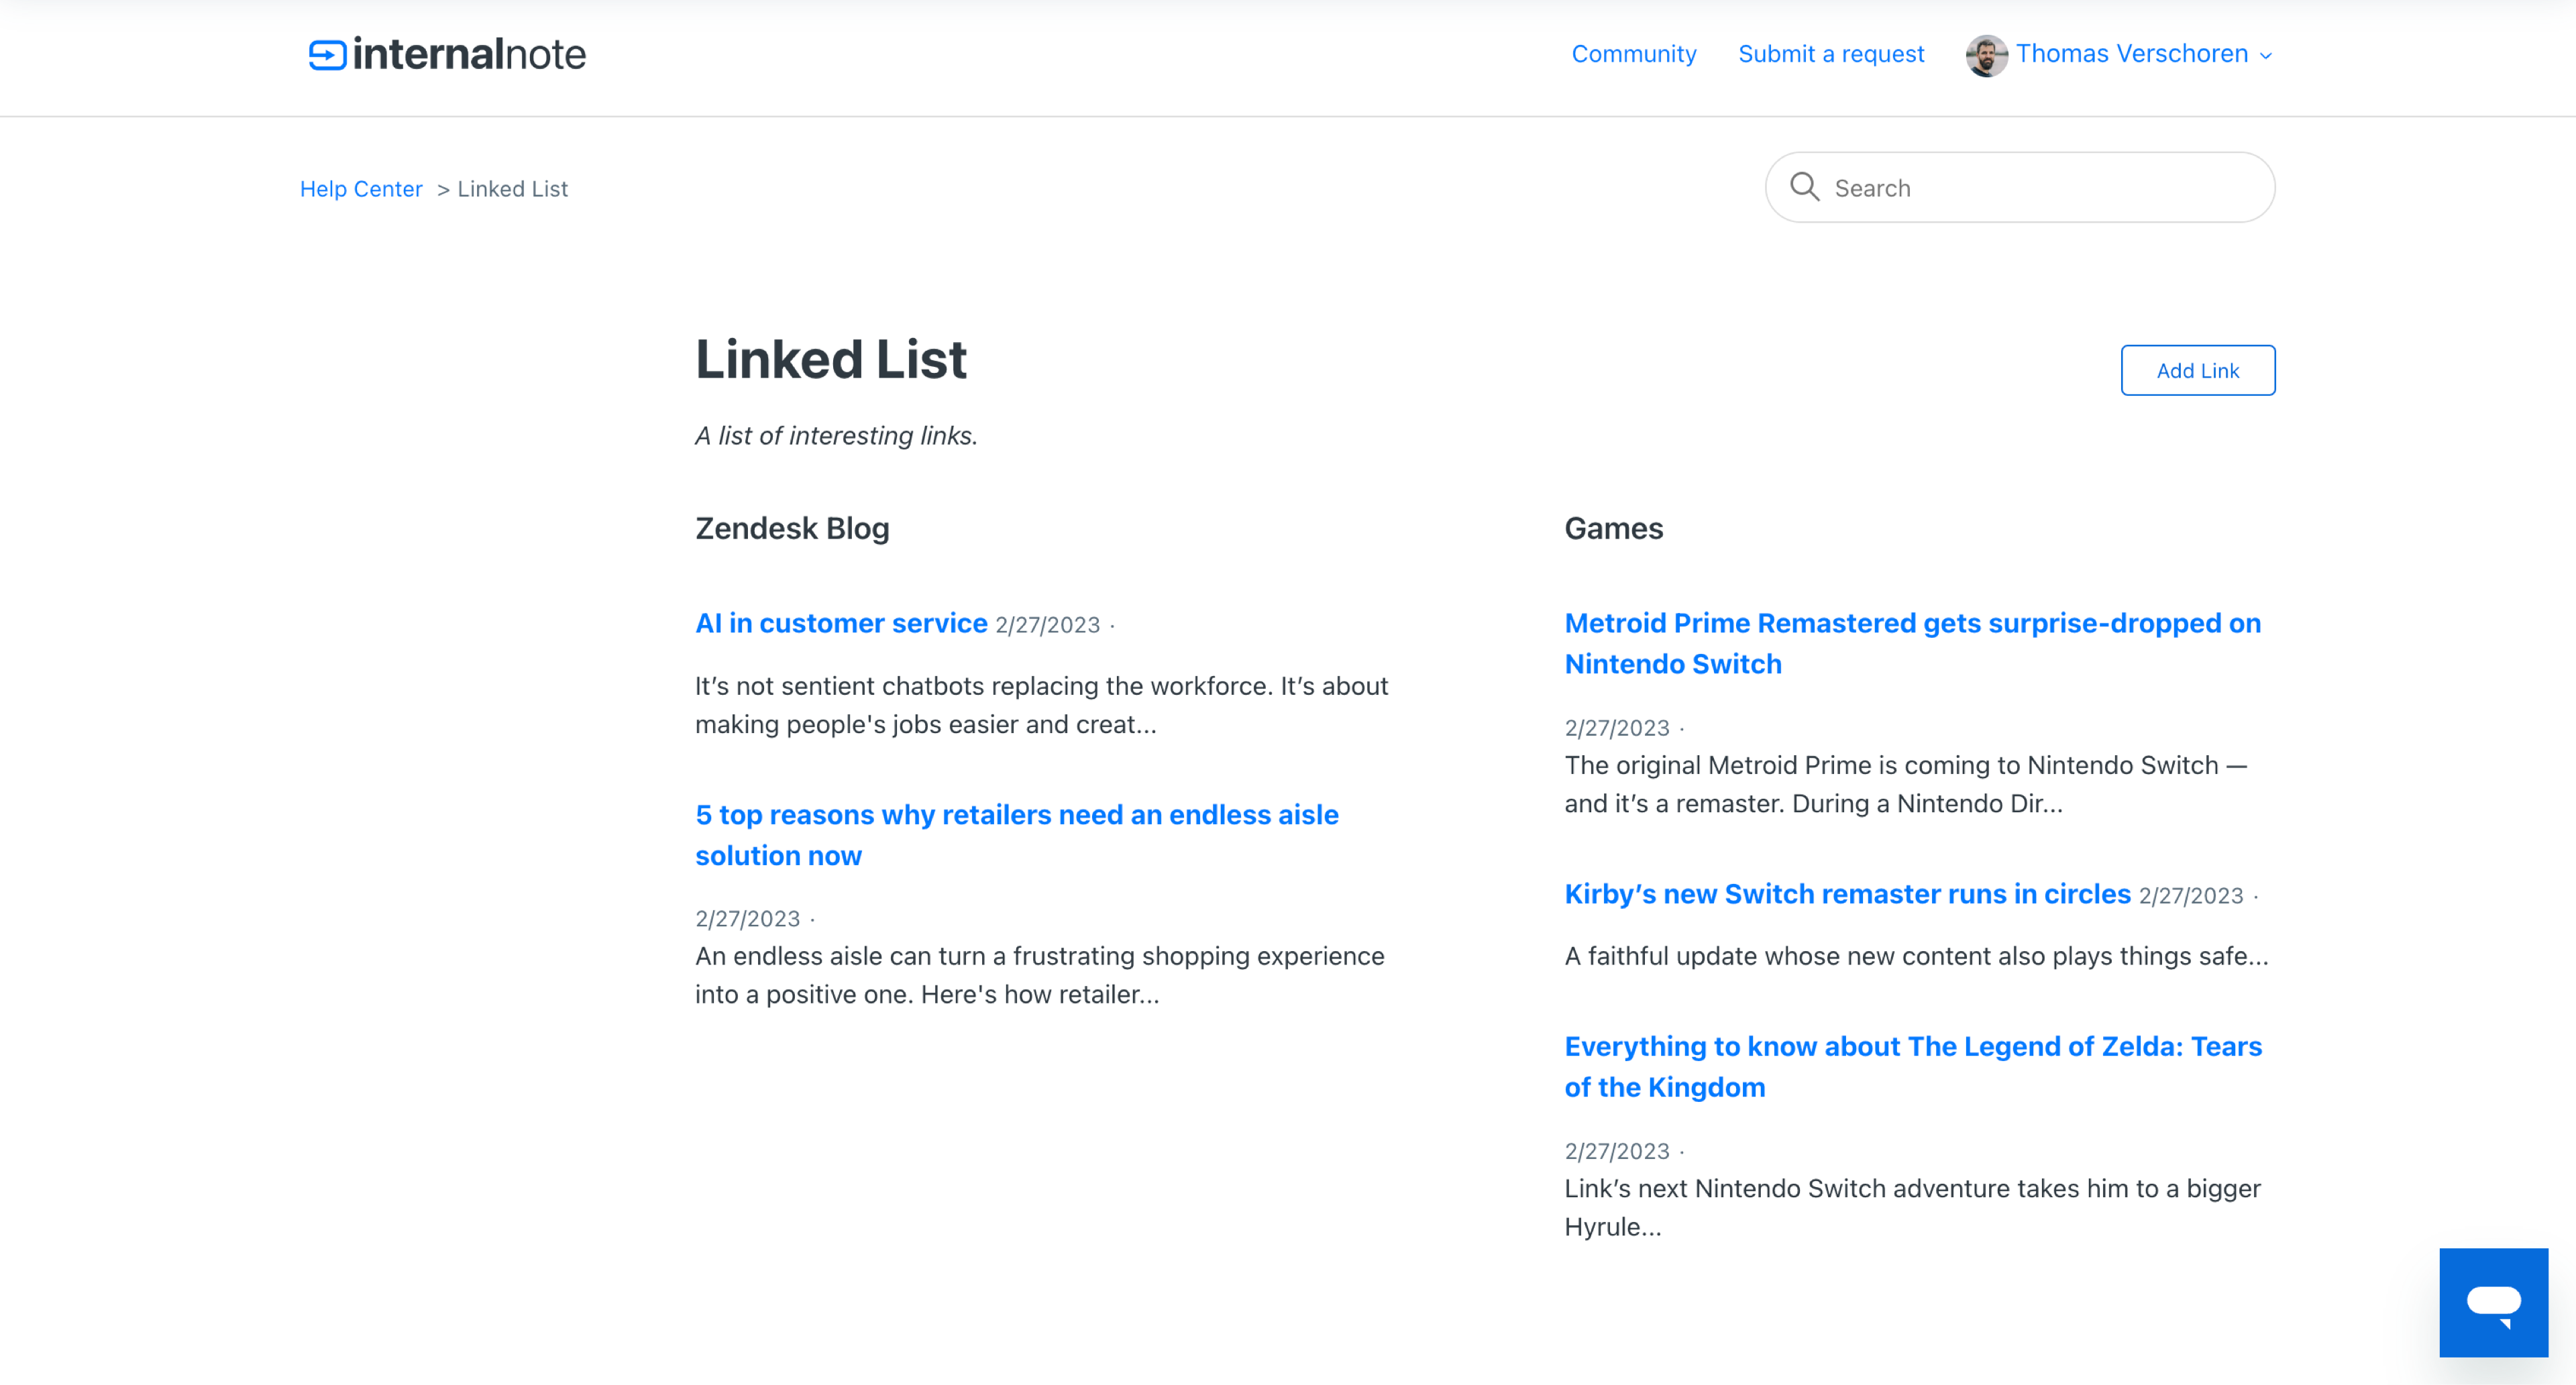 internalnote
Community
Submit a request
Thomas Verschoren
Help Center > Linked List
Search
Linked List
Add Link
A list of interesting links.
Zendesk Blog
AI in customer service 2/27/2023 ·
It’s not sentient chatbots replacing the workforce. It’s about
making people's jobs easier and creat...
5 top reasons why retailers need an endless aisle
solution now
2/27/2023 ·
An endless aisle can turn a frustrating shopping experience
into a positive one. Here's how retailer...
Games
Metroid Prime Remastered gets surprise-dropped on
Nintendo Switch
2/27/2023 ·
The original Metroid Prime is coming to Nintendo Switch —
and it’s a remaster. During a Nintendo Dir...
Kirby’s new Switch remaster runs in circles 2/27/2023 ·
A faithful update whose new content also plays things safe...
Everything to know about The Legend of Zelda: Tears
of the Kingdom
2/27/2023 ·
Link’s next Nintendo Switch adventure takes him to a bigger
Hyrule...